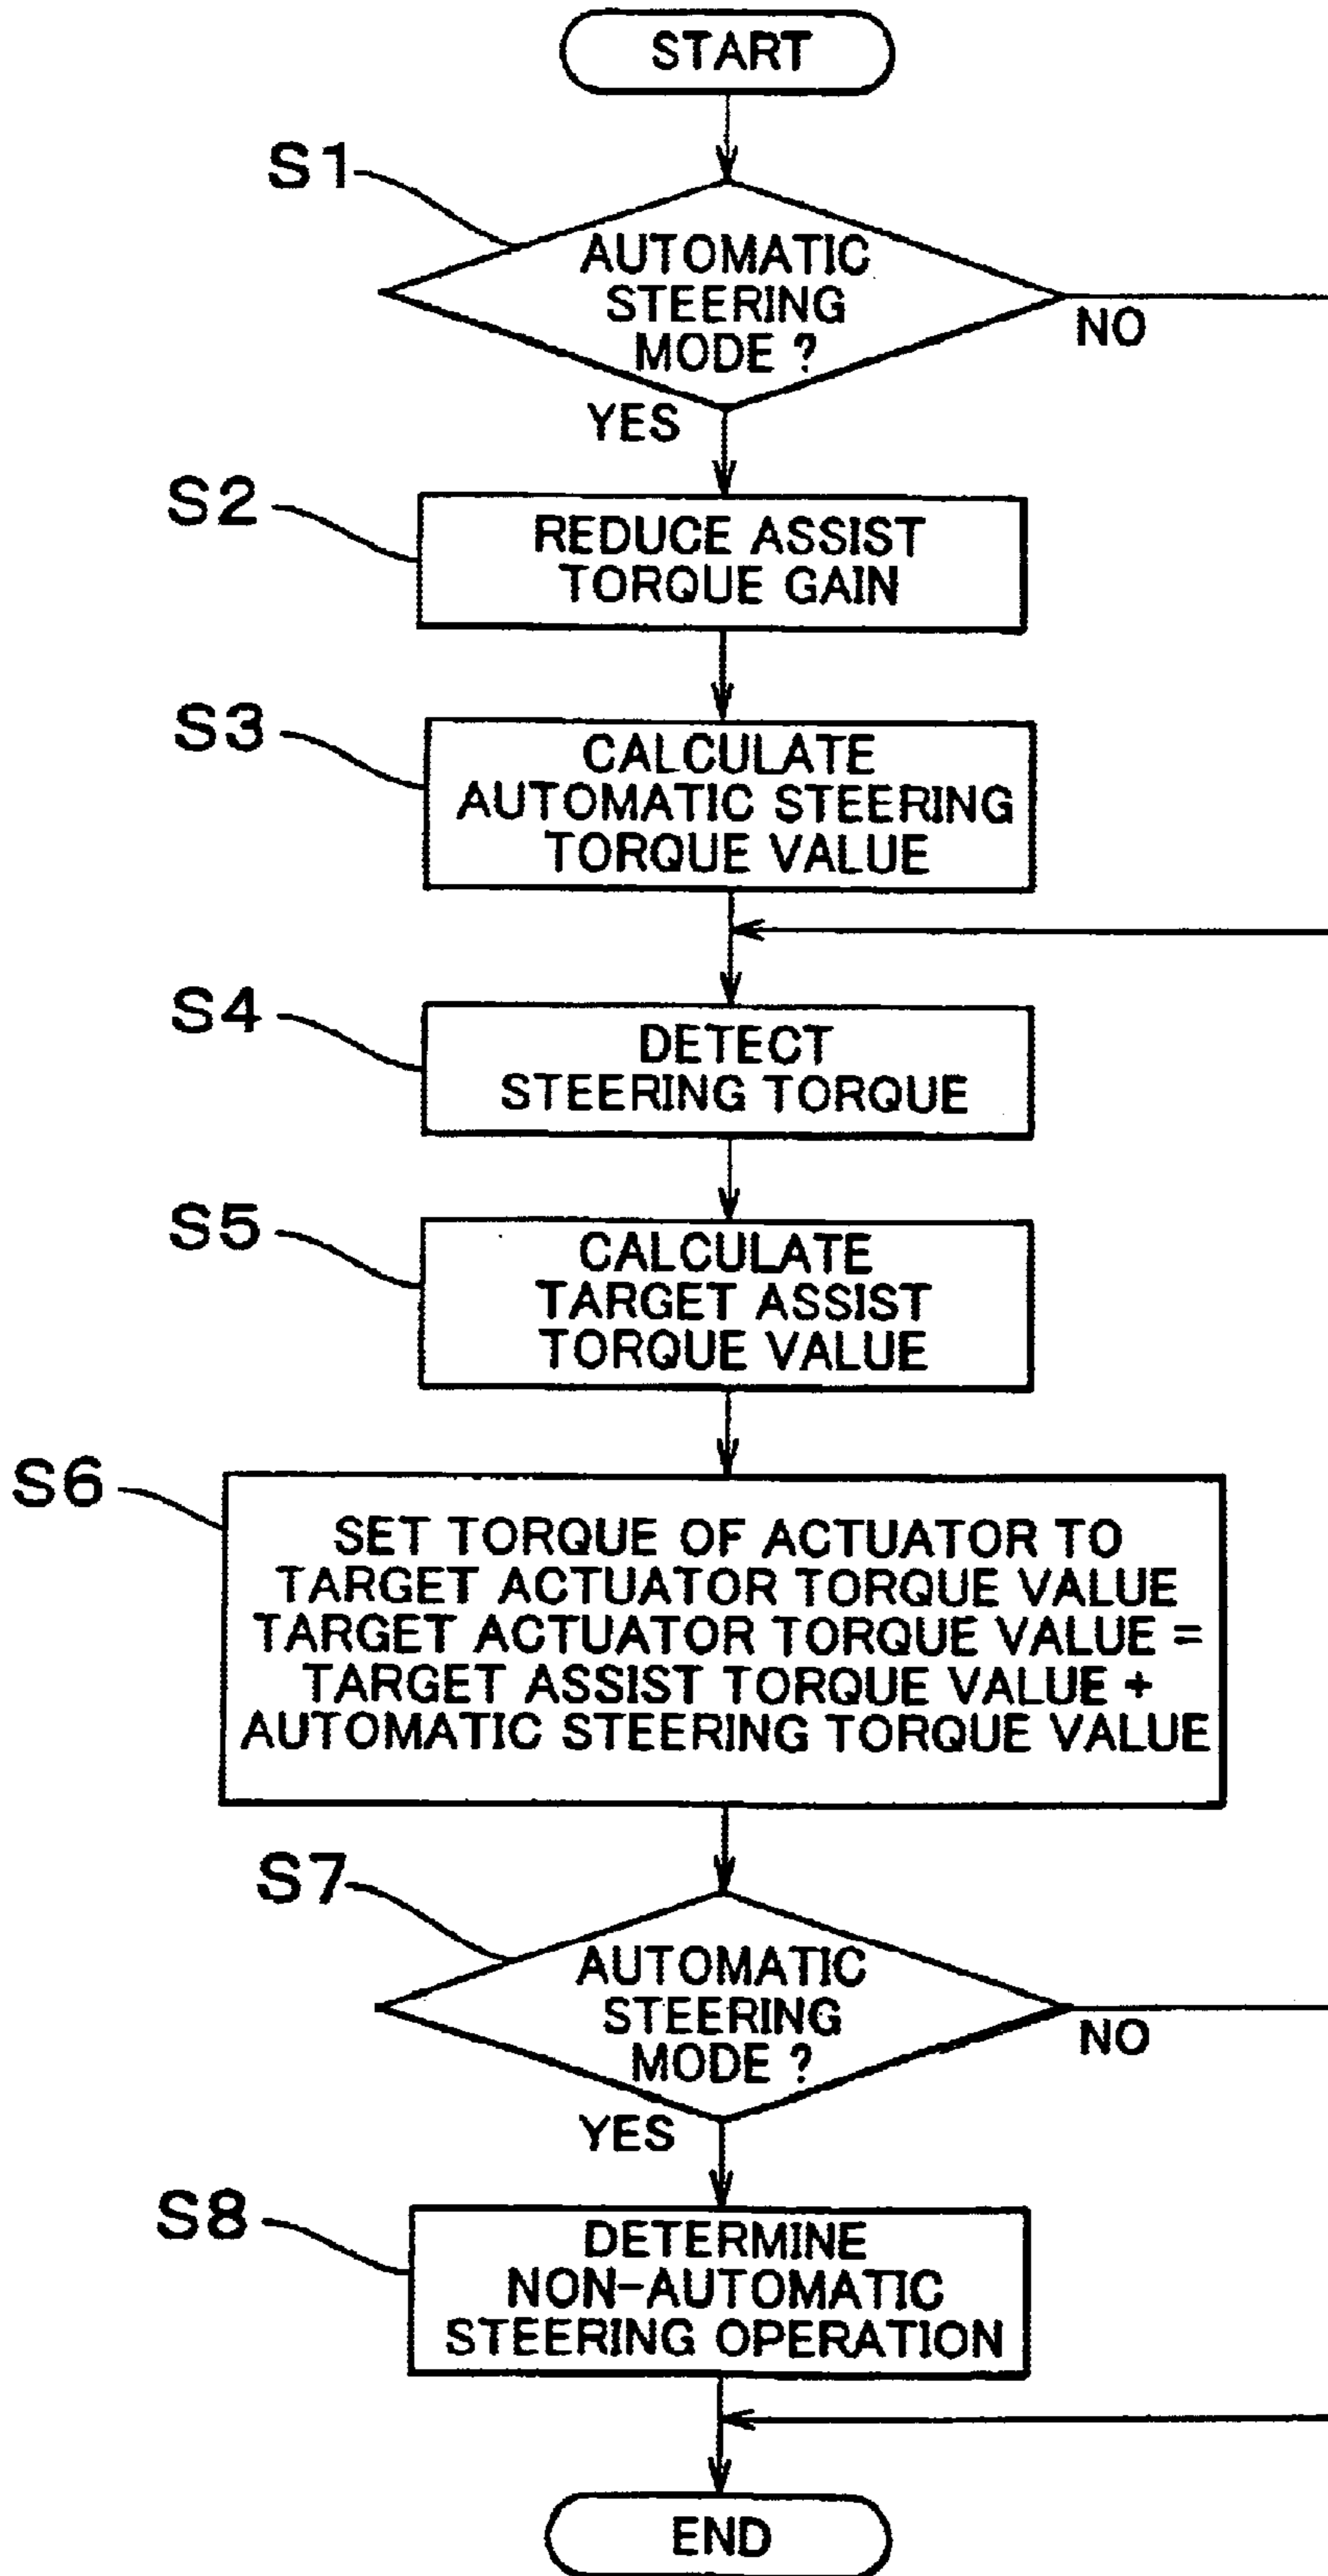 START
S1
AUTOMATIC
STEERING
MODE ?
NO
YES
S2
REDUCE ASSIST
TORQUE GAIN
S3
CALCULATE
AUTOMATIC STEERING
TORQUE VALUE
S4
DETECT
STEERING TORQUE
S5
CALCULATE
TARGET ASSIST
TORQUE VALUE
S6
SET TORQUE OF ACTUATOR TO
TARGET ACTUATOR TORQUE VALUE
TARGET ACTUATOR TORQUE VALUE =
TARGET ASSIST TORQUE VALUE +
AUTOMATIC STEERING TORQUE VALUE
S7
AUTOMATIC
STEERING
MODE ?
NO
YES
S8
DETERMINE
NON-AUTOMATIC
STEERING OPERATION
END